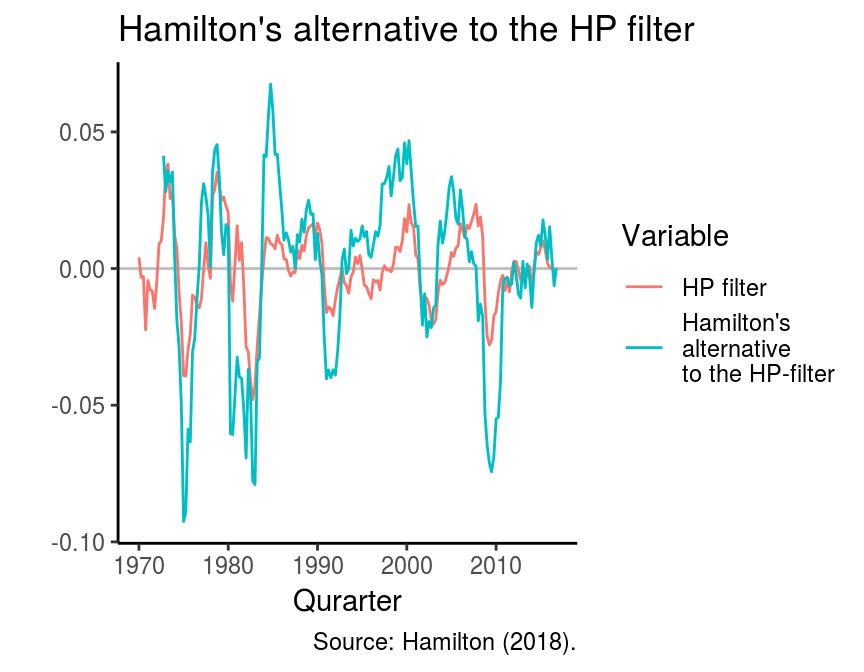 Hamilton's alternative to the HP filter
0.05
0.00
-0.05
-0.10
1970 1980 1990 2000 2010
Qurarter
Source: Hamilton (2018).
Variable
HP filter
Hamilton's
alternative
to the HP-filter